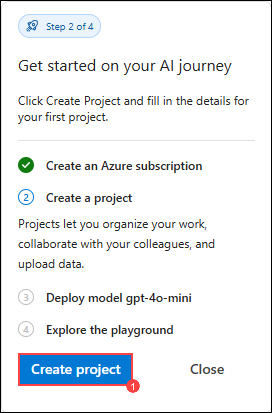 Step 2 of 4
Get started on your AI journey
Click Create Project and fill in the details for
your first project.
Create an Azure subscription
2 Create a project
Projects let you organize your work,
collaborate with your colleagues, and
upload data.
3 Deploy model gpt-4o-mini
4 Explore the playground
Create project Close
1